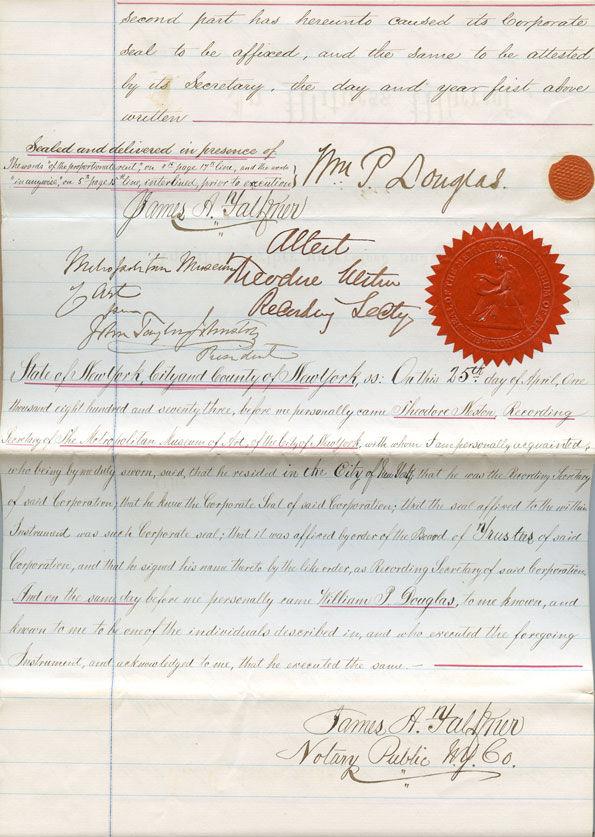 second part has hereunto caused its Corporate
seal to be affixed, and the same to be attested
by its Secretary, the day and year first above
written
Sealed and delivered in presence of
The words "of the proportional rent," on 4th page 17th line, and the words
"in anywise," on 5th page line, interlined, prior to execution
Wm. P. Douglas.
James A.
Attest
Metropolitan Museum
Theodore Weston
of Art
Recording Secty
from
John Taylor Johnston
President
State of New York, City and County of New York, ss: On this 25th day of April, One
thousand eight hundred and seventy three, before me personally came Theodore Weston, Recording
Secretary of The Metropolitan Museum of Art, of the City of New York, with whom I am personally acquainted,
who being by me duly sworn, said, that he resided in the City of New York, that he was the Recording Secretary
of said Corporation; that he knew the Corporate Seal of said Corporation; that the seal affixed to the within
Instrument was such Corporate seal; that it was affixed by order of the Board of Trustees of said
Corporation, and that he signed his name thereto by the like order, as Recording Secretary of said Corporation.
And on the same day before me personally came William P. Douglas, to me known, and
known to me to be one of the individuals described in, and who executed the foregoing
Instrument, and acknowledged to me, that he executed the same. —
James A.
Notary Public N.Y. Co.